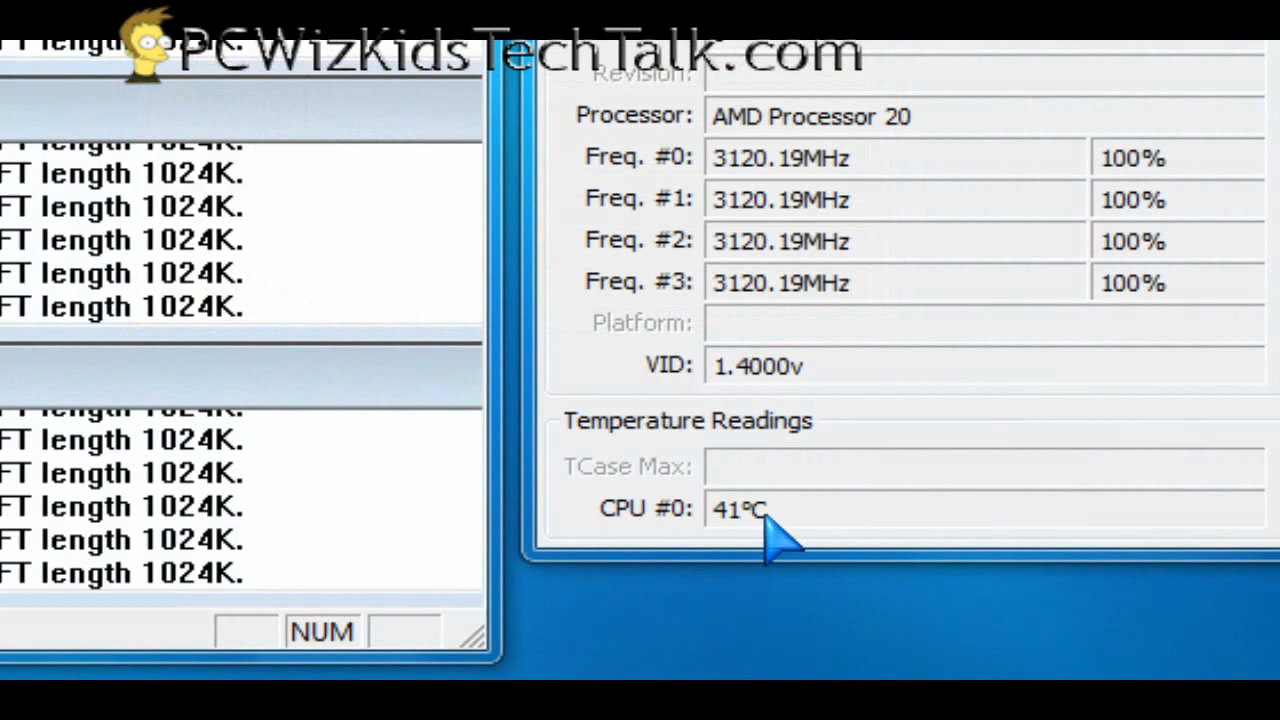 PCWizKidsTechTalk.com
FT length 1024K.
FT length 1024K.
FT length 1024K.
FT length 1024K.
FT length 1024K.
FT length 1024K.
FT length 1024K.
FT length 1024K.
FT length 1024K.
FT length 1024K.
FT length 1024K.
NUM
Revision:
Processor: AMD Processor 20
Freq. #0: 3120.19MHz 100%
Freq. #1: 3120.19MHz 100%
Freq. #2: 3120.19MHz 100%
Freq. #3: 3120.19MHz 100%
Platform:
VID: 1.4000v
Temperature Readings
TCase Max:
CPU #0: 41°C